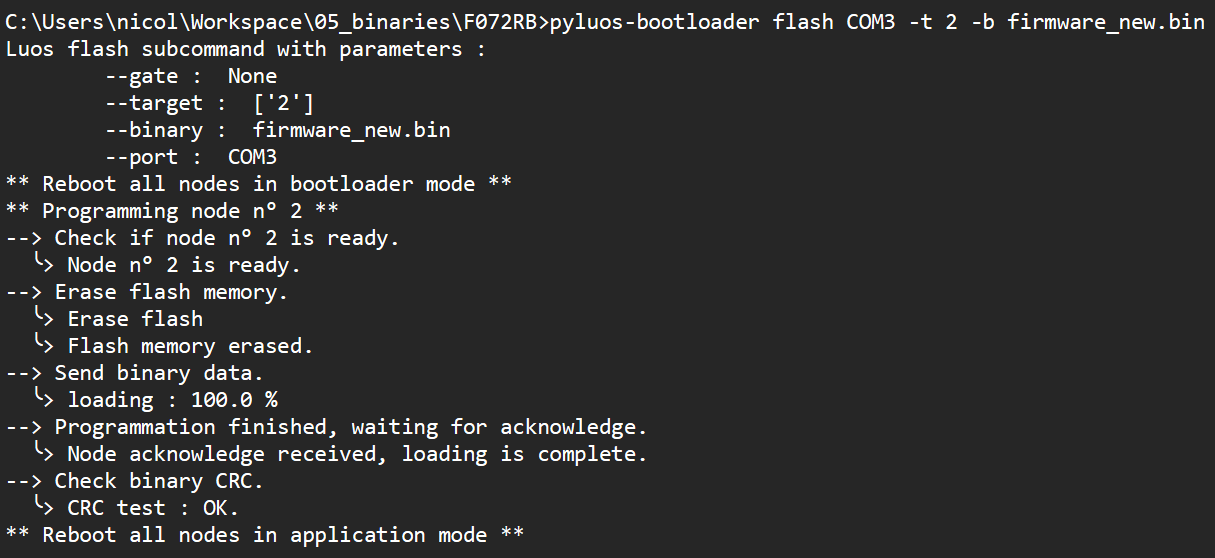 C:\Users\nicol\Workspace\05_binaries\F072RB>pyluos-bootloader flash COM3 -t 2 -b firmware_new.bin
Luos flash subcommand with parameters :
        --gate :  None
        --target :  ['2']
        --binary :  firmware_new.bin
        --port :  COM3
** Reboot all nodes in bootloader mode **
** Programming node n° 2 **
--> Check if node n° 2 is ready.
  ╰> Node n° 2 is ready.
--> Erase flash memory.
  ╰> Erase flash
  ╰> Flash memory erased.
--> Send binary data.
  ╰> loading : 100.0 %
--> Programmation finished, waiting for acknowledge.
  ╰> Node acknowledge received, loading is complete.
--> Check binary CRC.
  ╰> CRC test : OK.
** Reboot all nodes in application mode **